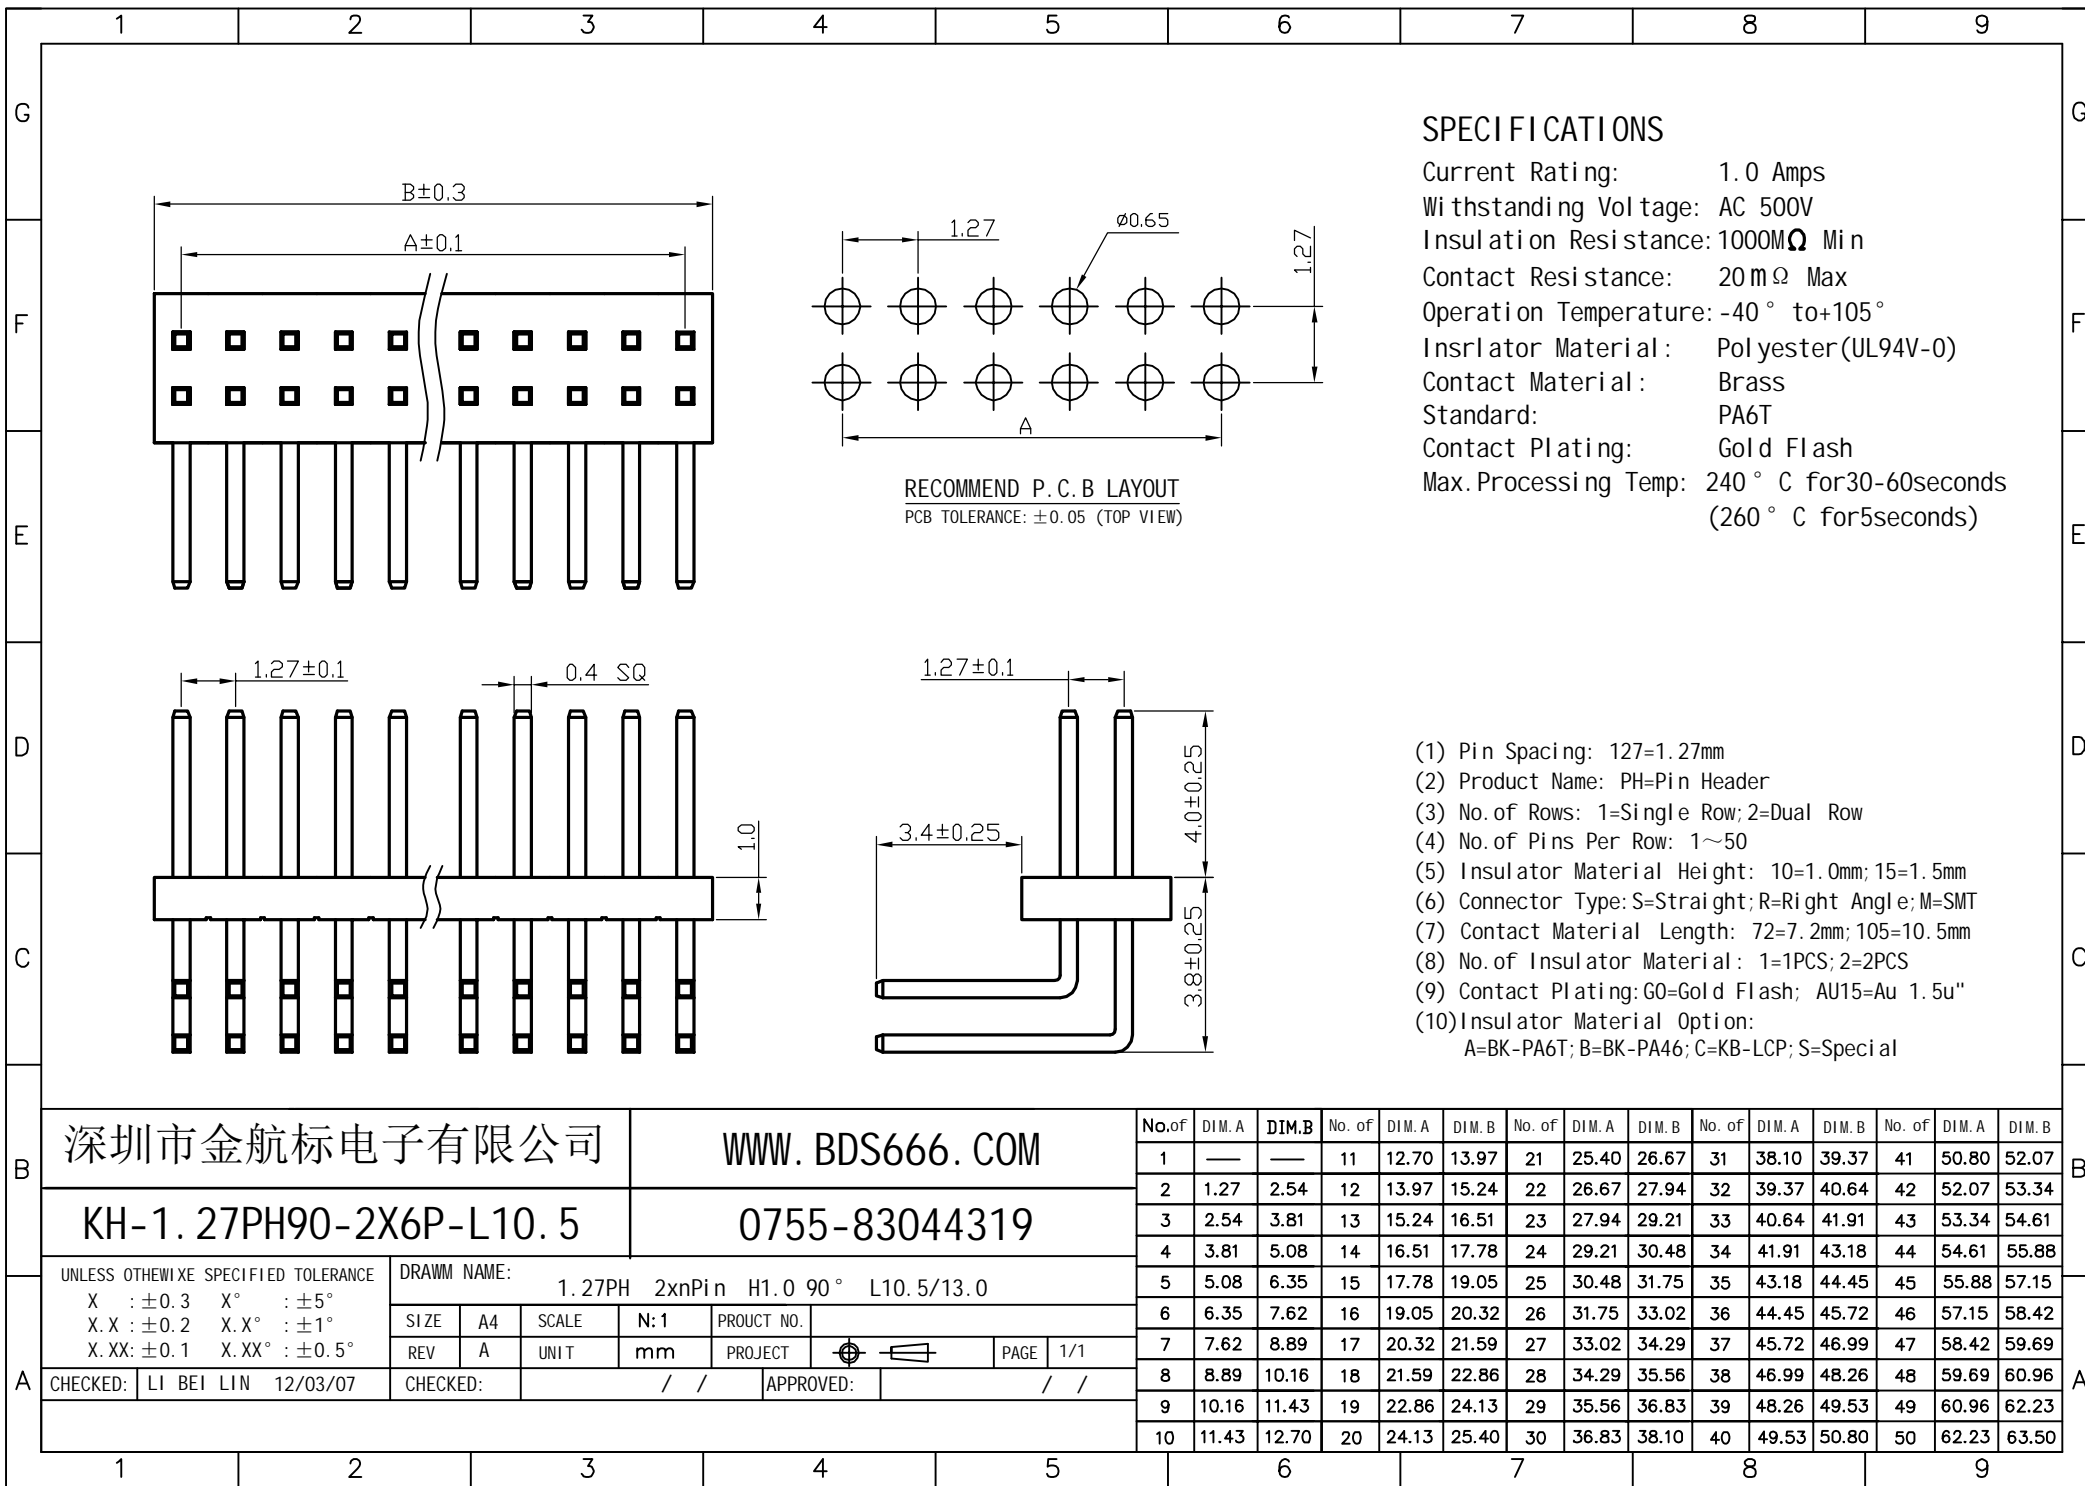 1 2 3 4 5 6 7 8 9
G G
F F
E E
D D
C C
B B
A A
B±0.3
A±0.1
1.27
ø0.65
1.27
A
RECOMMEND P.C.B LAYOUT
PCB TOLERANCE: ±0.05 (TOP VIEW)
SPECIFICATIONS
Current Rating: 1.0 Amps
Withstanding Voltage: AC 500V
Insulation Resistance: 1000MΩ Min
Contact Resistance: 20mΩ Max
Operation Temperature: -40° to+105°
Insrlator Material: Polyester(UL94V-0)
Contact Material: Brass
Standard: PA6T
Contact Plating: Gold Flash
Max.Processing Temp: 240° C for30-60seconds
(260° C for5seconds)
1.27±0.1
0.4 SQ
1.0
1.27±0.1
3.4±0.25
4.0±0.25
3.8±0.25
(1) Pin Spacing: 127=1.27mm
(2) Product Name: PH=Pin Header
(3) No.of Rows: 1=Single Row;2=Dual Row
(4) No.of Pins Per Row: 1~50
(5) Insulator Material Height: 10=1.0mm;15=1.5mm
(6) Connector Type:S=Straight;R=Right Angle;M=SMT
(7) Contact Material Length: 72=7.2mm;105=10.5mm
(8) No.of Insulator Material: 1=1PCS;2=2PCS
(9) Contact Plating:G0=Gold Flash; AU15=Au 1.5u"
(10)Insulator Material Option:
A=BK-PA6T;B=BK-PA46;C=KB-LCP;S=Special
深圳市金航标电子有限公司
WWW.BDS666.COM
KH-1.27PH90-2X6P-L10.5
0755-83044319
UNLESS OTHEWIXE SPECIFIED TOLERANCE
X :±0.3 X° :±5°
X.X :±0.2 X.X° :±1°
X.XX:±0.1 X.XX° :±0.5°
DRAWM NAME:
1.27PH 2xnPin H1.0 90° L10.5/13.0
SIZE A4 SCALE N:1 PROUCT NO.
REV A UNIT mm PROJECT PAGE 1/1
CHECKED: LI BEI LIN 12/03/07 CHECKED: / / APPROVED: / /
No.of DIM.A DIM.B No. of DIM.A DIM.B No. of DIM.A DIM.B No. of DIM.A DIM.B No. of DIM.A DIM.B
1 — — 11 12.70 13.97 21 25.40 26.67 31 38.10 39.37 41 50.80 52.07
2 1.27 2.54 12 13.97 15.24 22 26.67 27.94 32 39.37 40.64 42 52.07 53.34
3 2.54 3.81 13 15.24 16.51 23 27.94 29.21 33 40.64 41.91 43 53.34 54.61
4 3.81 5.08 14 16.51 17.78 24 29.21 30.48 34 41.91 43.18 44 54.61 55.88
5 5.08 6.35 15 17.78 19.05 25 30.48 31.75 35 43.18 44.45 45 55.88 57.15
6 6.35 7.62 16 19.05 20.32 26 31.75 33.02 36 44.45 45.72 46 57.15 58.42
7 7.62 8.89 17 20.32 21.59 27 33.02 34.29 37 45.72 46.99 47 58.42 59.69
8 8.89 10.16 18 21.59 22.86 28 34.29 35.56 38 46.99 48.26 48 59.69 60.96
9 10.16 11.43 19 22.86 24.13 29 35.56 36.83 39 48.26 49.53 49 60.96 62.23
10 11.43 12.70 20 24.13 25.40 30 36.83 38.10 40 49.53 50.80 50 62.23 63.50
1 2 3 4 5 6 7 8 9